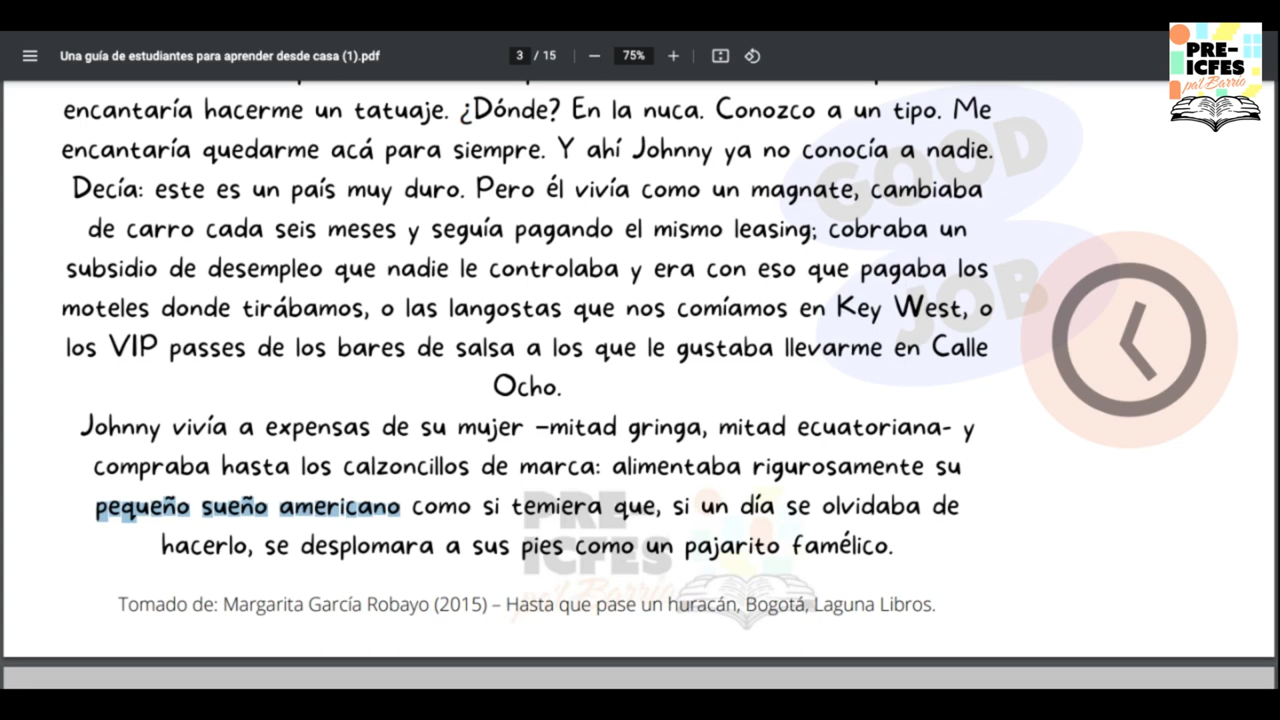 Una guía de estudiantes para aprender desde casa (1).pdf
3 / 15
75%
PRE-
ICFES
pal Barrio
encantaría hacerme un tatuaje. ¿Dónde? En la nuca. Conozco a un tipo. Me
encantaría quedarme acá para siempre. Y ahí Johnny ya no conocía a nadie.
Decía: este es un país muy duro. Pero él vivía como un magnate, cambiaba
de carro cada seis meses y seguía pagando el mismo leasing; cobraba un
subsidio de desempleo que nadie le controlaba y era con eso que pagaba los
moteles donde tirábamos, o las langostas que nos comíamos en Key West, o
los VIP passes de los bares de salsa a los que le gustaba llevarme en Calle
Ocho.
GOOD
JOB
Johnny vivía a expensas de su mujer –mitad gringa, mitad ecuatoriana- y
compraba hasta los calzoncillos de marca: alimentaba rigurosamente su
pequeño sueño americano como si temiera que, si un día se olvidaba de
hacerlo, se desplomara a sus pies como un pajarito famélico.
PRE
ICFES
pal Barrio
Tomado de: Margarita García Robayo (2015) – Hasta que pase un huracán, Bogotá, Laguna Libros.